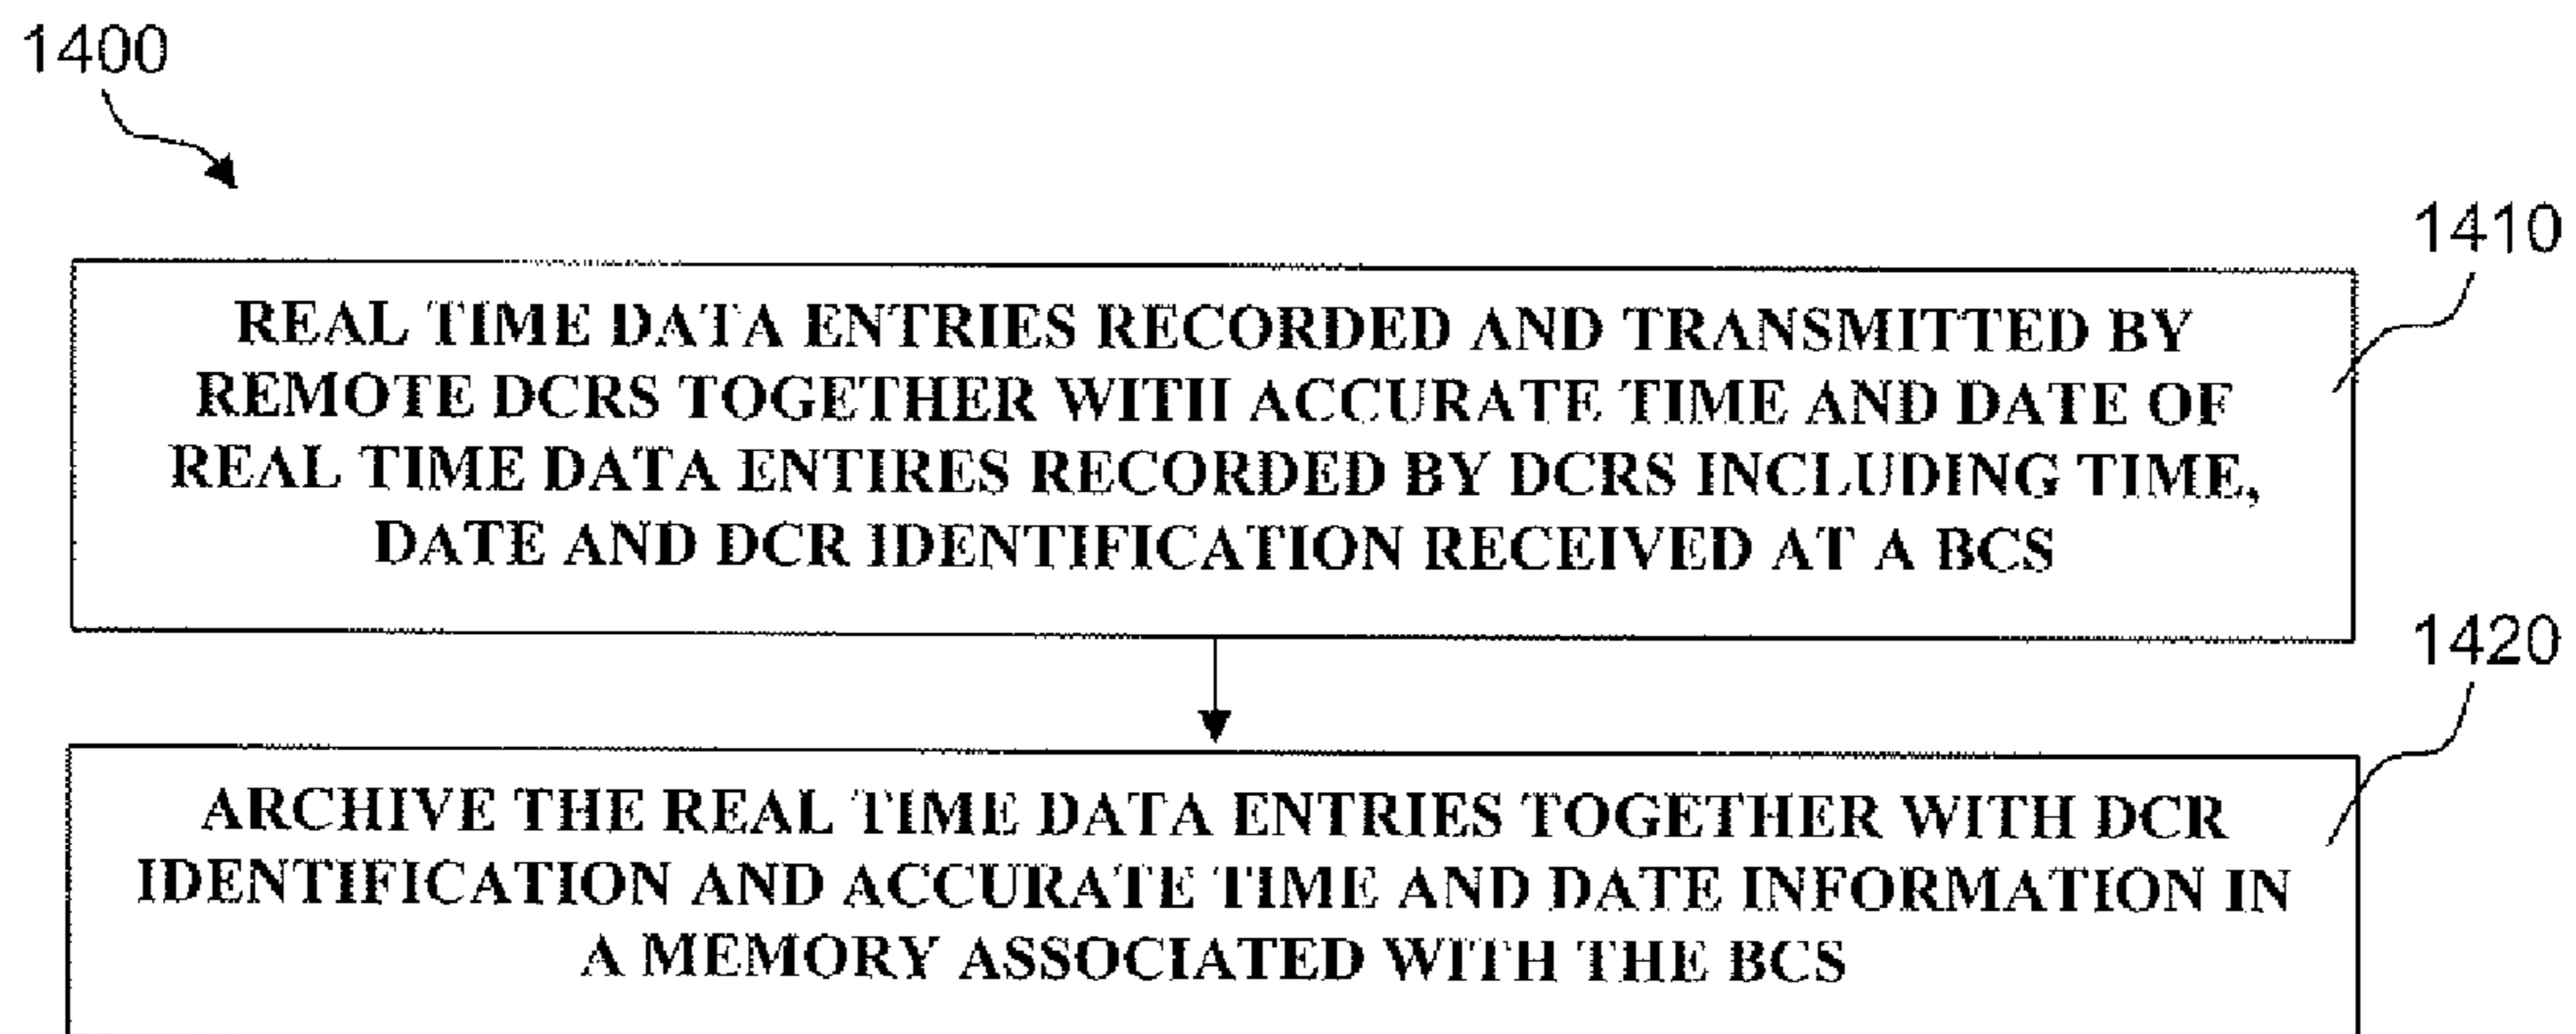 1400
1410
REAL TIME DATA ENTRIES RECORDED AND TRANSMITTED BY
REMOTE DCRS TOGETHER WITH ACCURATE TIME AND DATE OF
REAL TIME DATA ENTIRES RECORDED BY DCRS INCLUDING TIME,
DATE AND DCR IDENTIFICATION RECEIVED AT A BCS
1420
ARCHIVE THE REAL TIME DATA ENTRIES TOGETHER WITH DCR
IDENTIFICATION AND ACCURATE TIME AND DATE INFORMATION IN
A MEMORY ASSOCIATED WITH THE BCS